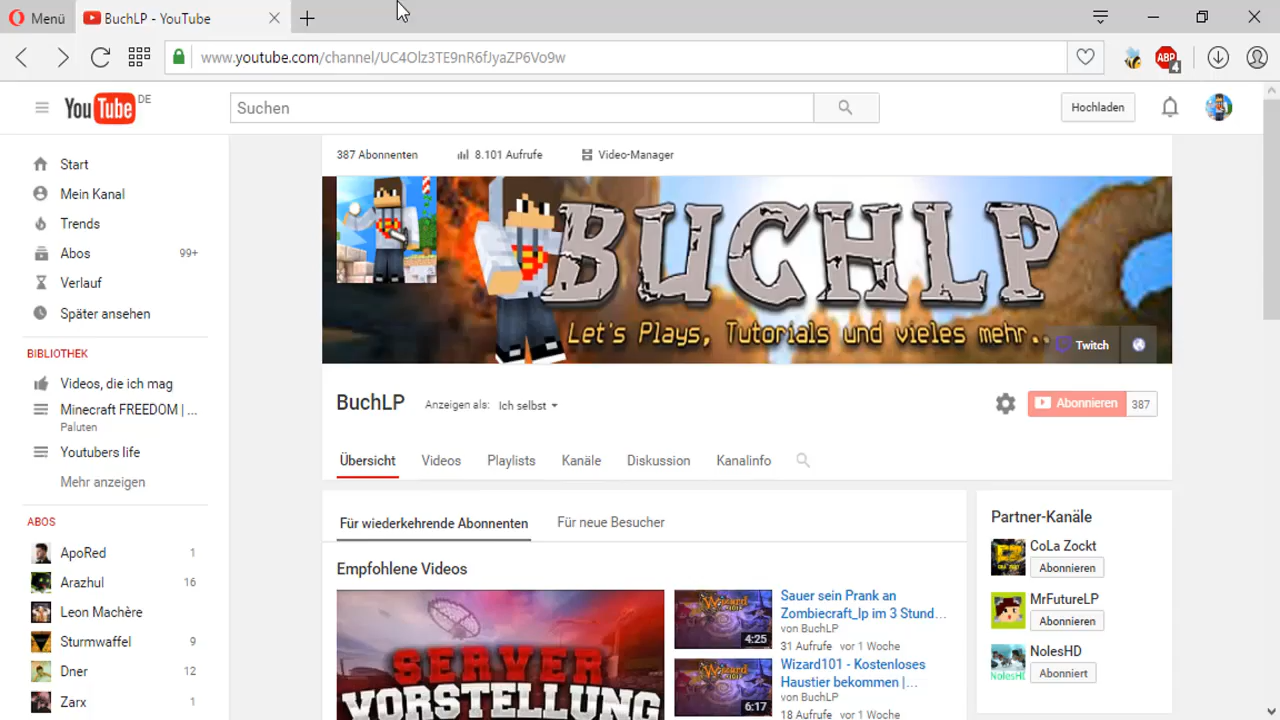 Menü
BuchLP - YouTube
www.youtube.com/channel/UC4Olz3TE9nR6fJyaZP6Vo9w
ABP
4
YouTube DE
Suchen
Hochladen
387 Abonnenten
8.101 Aufrufe
Video-Manager
BUCHLP
Let's Plays, Tutorials und vieles mehr..
Twitch
Start
Mein Kanal
Trends
Abos
99+
Verlauf
Später ansehen
BIBLIOTHEK
Videos, die ich mag
Minecraft FREEDOM | ...
Paluten
Youtubers life
Mehr anzeigen
ABOS
ApoRed
1
Arazhul
16
Leon Machère
Sturmwaffel
9
Dner
12
Zarx
1
BuchLP
Anzeigen als: Ich selbst
Abonnieren
387
Übersicht
Videos
Playlists
Kanäle
Diskussion
Kanalinfo
Für wiederkehrende Abonnenten
Für neue Besucher
Empfohlene Videos
SERVER
VORSTELLUNG
Wizard101
4:25
Sauer sein Prank an
Zombiecraft_lp im 3 Stund...
von BuchLP
31 Aufrufe vor 1 Woche
Wizard101
6:17
Wizard101 - Kostenloses
Haustier bekommen |...
von BuchLP
18 Aufrufe vor 1 Woche
Partner-Kanäle
CoLa Zockt
Abonnieren
MrFutureLP
Abonnieren
NolesHD
NolesHD
Abonniert